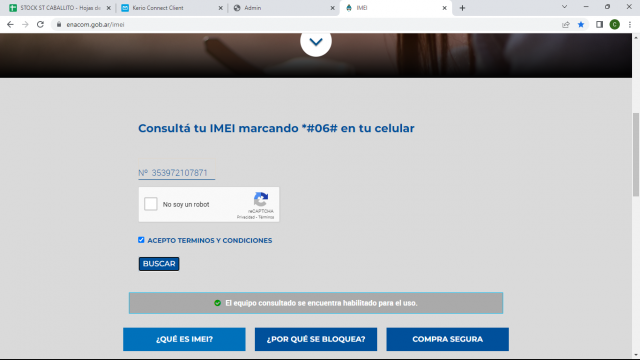 STOCK ST CABALLITO - Hojas de
Kerio Connect Client
Admin
IMEI
enacom.gob.ar/imei
C
Consultá tu IMEI marcando *#06# en tu celular
Nº 353972107871
No soy un robot
reCAPTCHA
Privacidad - Términos
ACEPTO TERMINOS Y CONDICIONES
BUSCAR
El equipo consultado se encuentra habilitado para el uso.
¿QUÉ ES IMEI?
¿POR QUÉ SE BLOQUEA?
COMPRA SEGURA